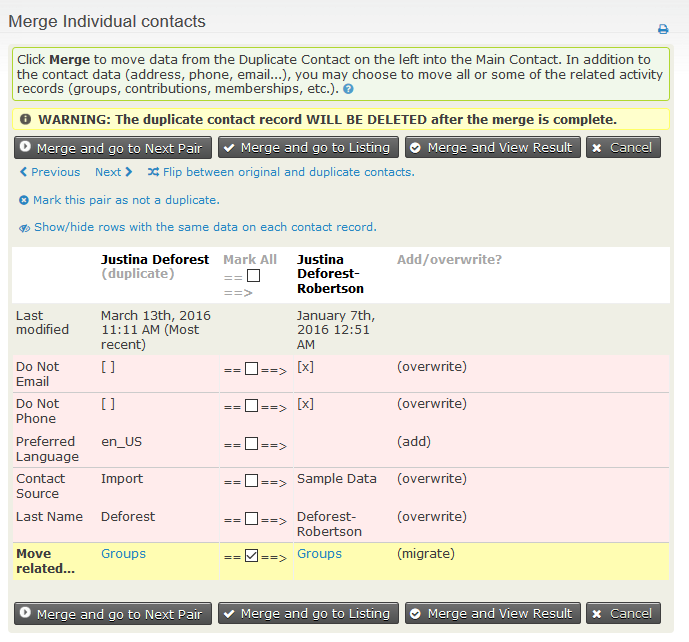 Merge Individual contacts
Click Merge to move data from the Duplicate Contact on the left into the Main Contact. In addition to
the contact data (address, phone, email...), you may choose to move all or some of the related activity
records (groups, contributions, memberships, etc.).
WARNING: The duplicate contact record WILL BE DELETED after the merge is complete.
Merge and go to Next Pair Merge and go to Listing Merge and View Result Cancel
Previous Next Flip between original and duplicate contacts.
Mark this pair as not a duplicate.
Show/hide rows with the same data on each contact record.
Justina Deforest
(duplicate)
Mark All
==
==>
Justina
Deforest-
Robertson
Add/overwrite?
Last
modified
March 13th, 2016
11:11 AM (Most
recent)
January 7th,
2016 12:51
AM
Do Not
Email
[ ] == ==> [x] (overwrite)
Do Not
Phone
[ ] == ==> [x] (overwrite)
Preferred
Language
en_US == ==> (add)
Contact
Source
Import == ==> Sample Data (overwrite)
Last Name Deforest == ==> Deforest-
Robertson
(overwrite)
Move
related...
Groups == ==> Groups (migrate)
Merge and go to Next Pair Merge and go to Listing Merge and View Result Cancel